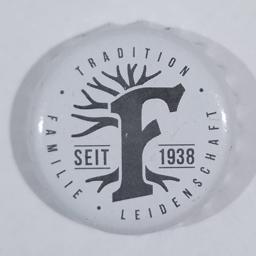 · TRADITION ·
F
SEIT 1938
FAMILIE · LEIDENSCHAFT